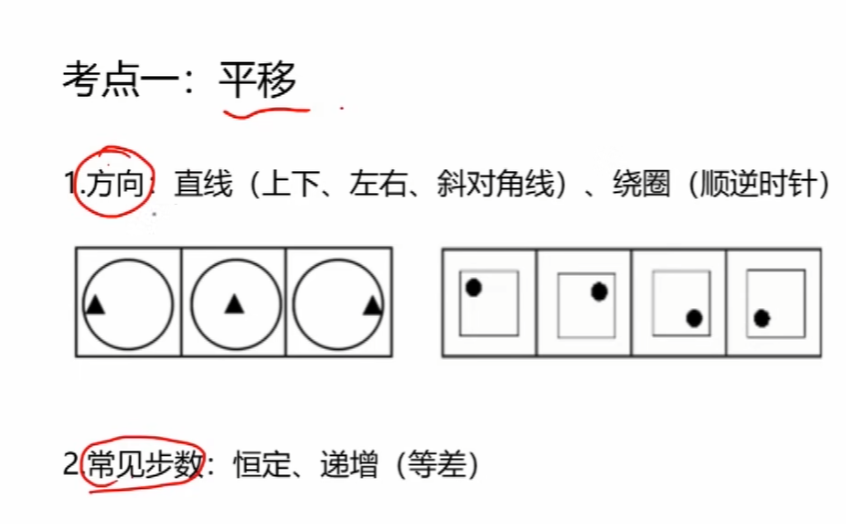 考点一：平移
1.方向：直线（上下、左右、斜对角线）、绕圈（顺逆时针）
2.常见步数：恒定、递增（等差）